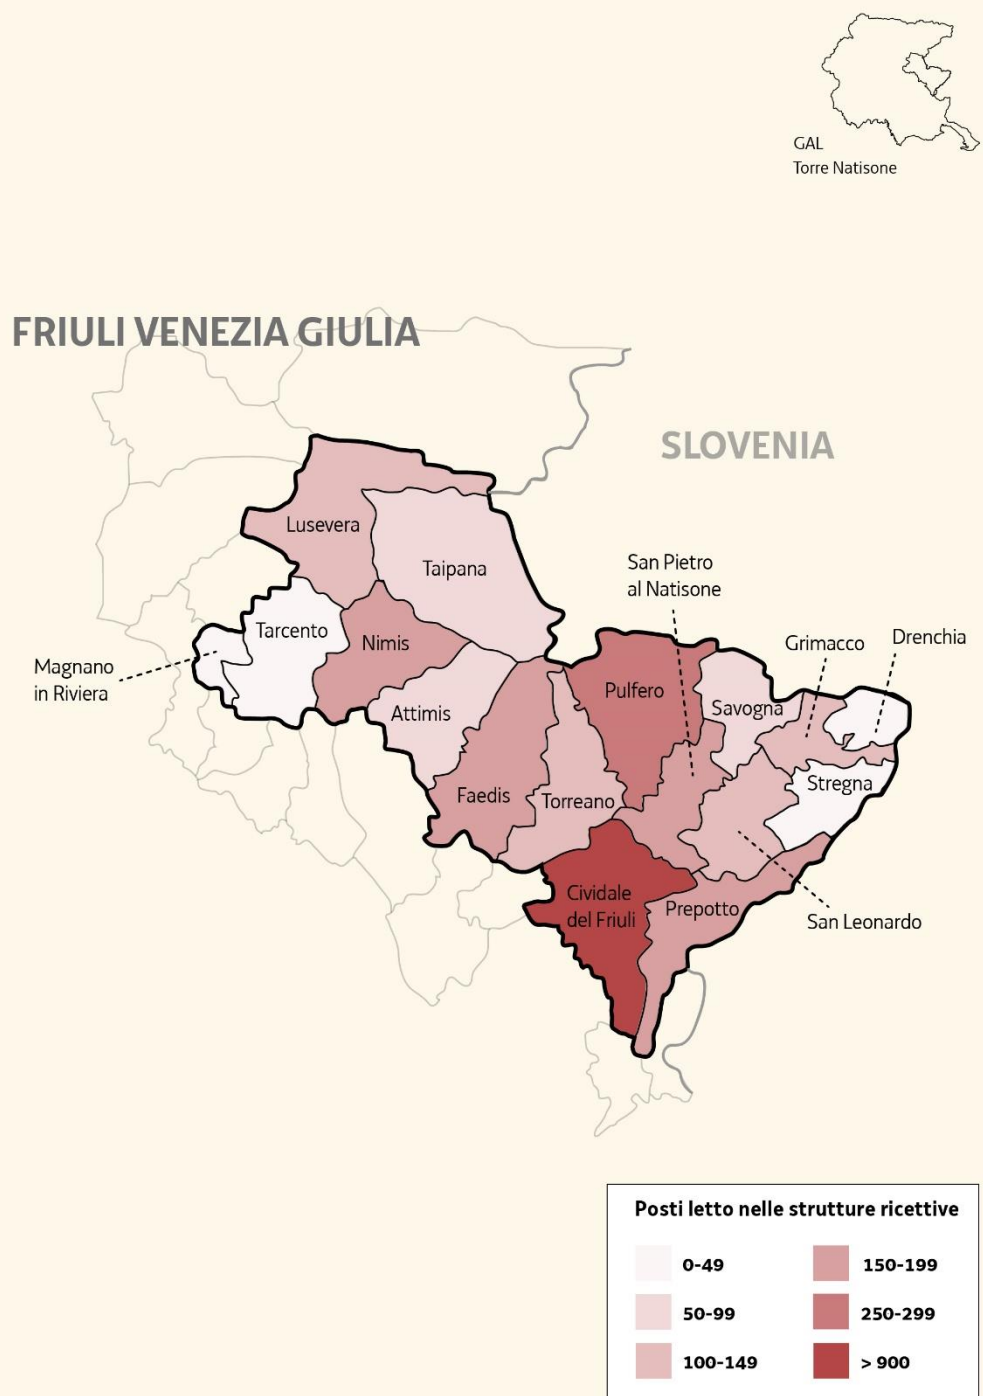 GAL
Torre Natisone
FRIULI VENEZIA GIULIA
SLOVENIA
Lusevera
Taipana
San Pietro
al Natisone
Tarcento
Nimis
Grimacco
Drenchia
Magnano
in Riviera
Attimis
Pulfero
Savogna
Faedis
Torreano
Stregna
Cividale
del Friuli
Prepotto
San Leonardo
Posti letto nelle strutture ricettive
0-49
150-199
50-99
250-299
100-149
> 900